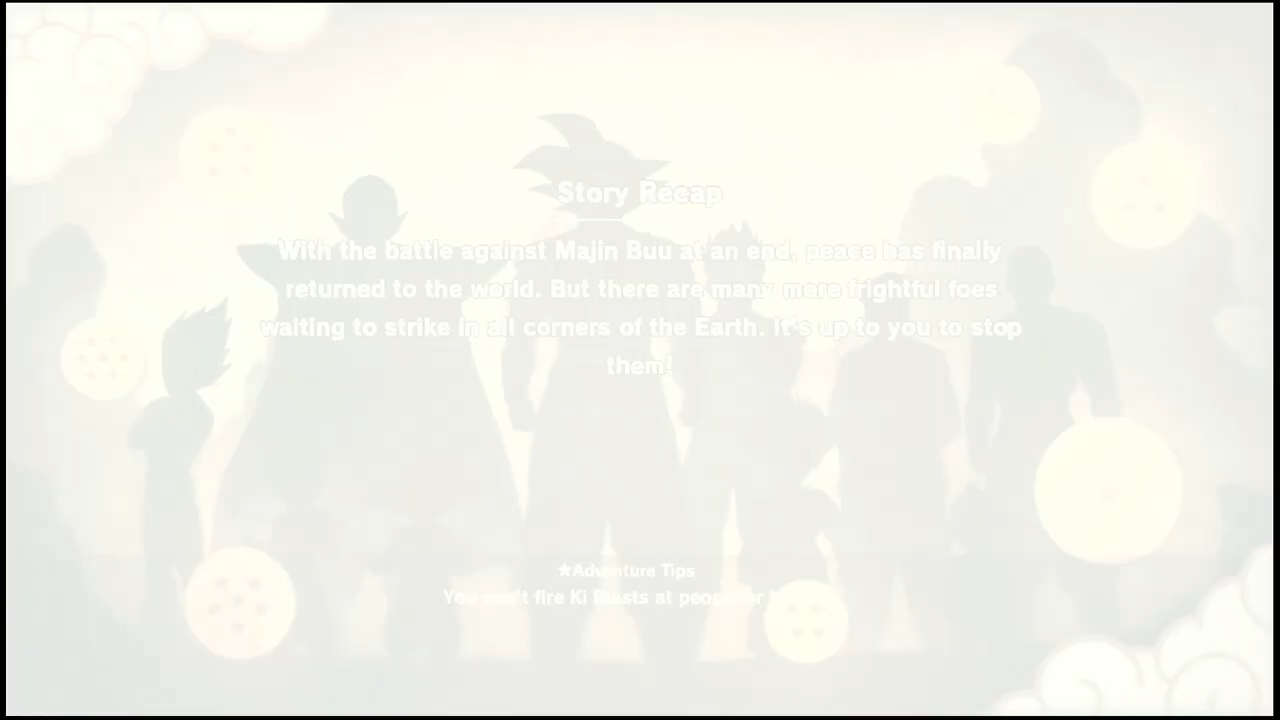 Story Recap
With the battle against Majin Buu at an end, peace has finally
returned to the world. But there are many more frightful foes
waiting to strike in all corners of the Earth. It's up to you to stop
them!
★Adventure Tips
You can't fire Ki Blasts at people or